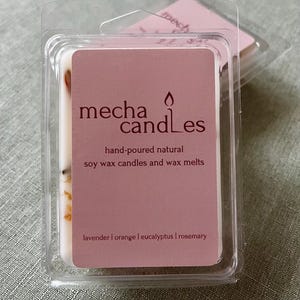 mecha
candles
hand-poured natural
soy wax candles and wax melts
lavender | orange | eucalyptus | rosemary